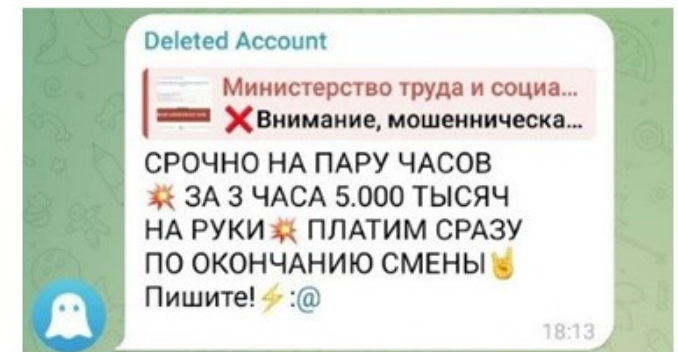 Deleted Account
Министерство труда и социа...
❌Внимание, мошенническа...
СРОЧНО НА ПАРУ ЧАСОВ
💥 ЗА 3 ЧАСА 5.000 ТЫСЯЧ
НА РУКИ💥 ПЛАТИМ СРАЗУ
ПО ОКОНЧАНИЮ СМЕНЫ🤘
Пишите!⚡:@
18:13